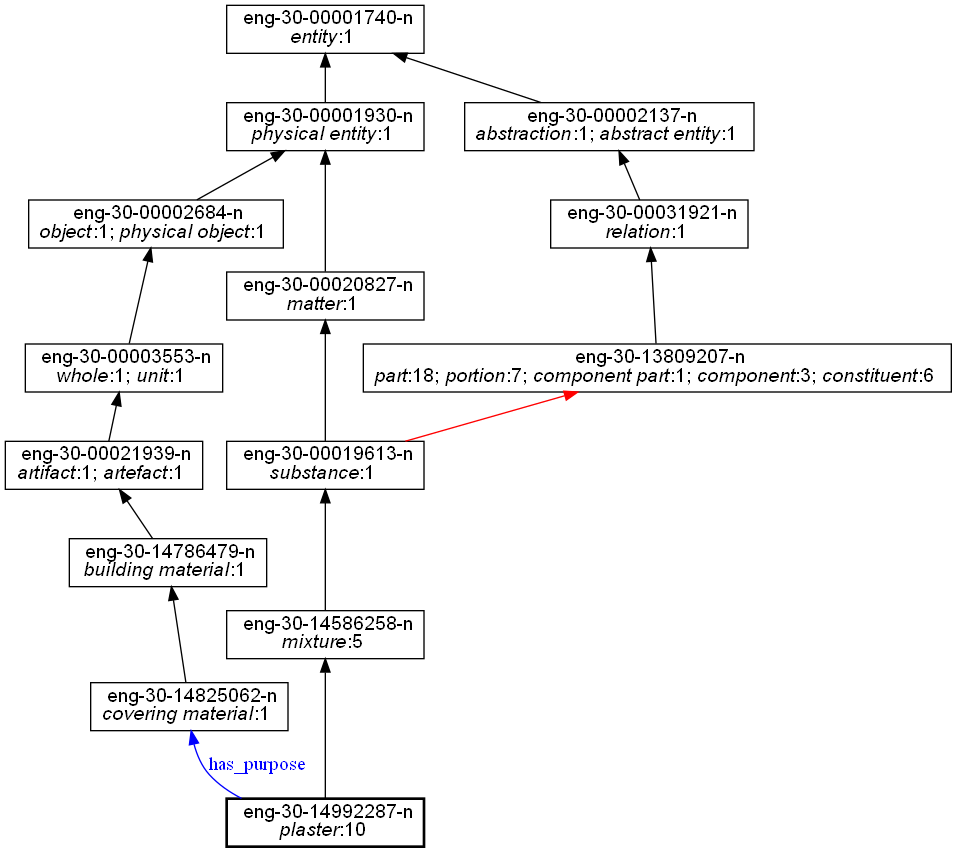 eng-30-00001740-n
entity:1
eng-30-00001930-n
physical entity:1
eng-30-00002137-n
abstraction:1; abstract entity:1
eng-30-00002684-n
object:1; physical object:1
eng-30-00031921-n
relation:1
eng-30-00020827-n
matter:1
eng-30-00003553-n
whole:1; unit:1
eng-30-13809207-n
part:18; portion:7; component part:1; component:3; constituent:6
eng-30-00021939-n
artifact:1; artefact:1
eng-30-00019613-n
substance:1
eng-30-14786479-n
building material:1
eng-30-14586258-n
mixture:5
eng-30-14825062-n
covering material:1
has_purpose
eng-30-14992287-n
plaster:10